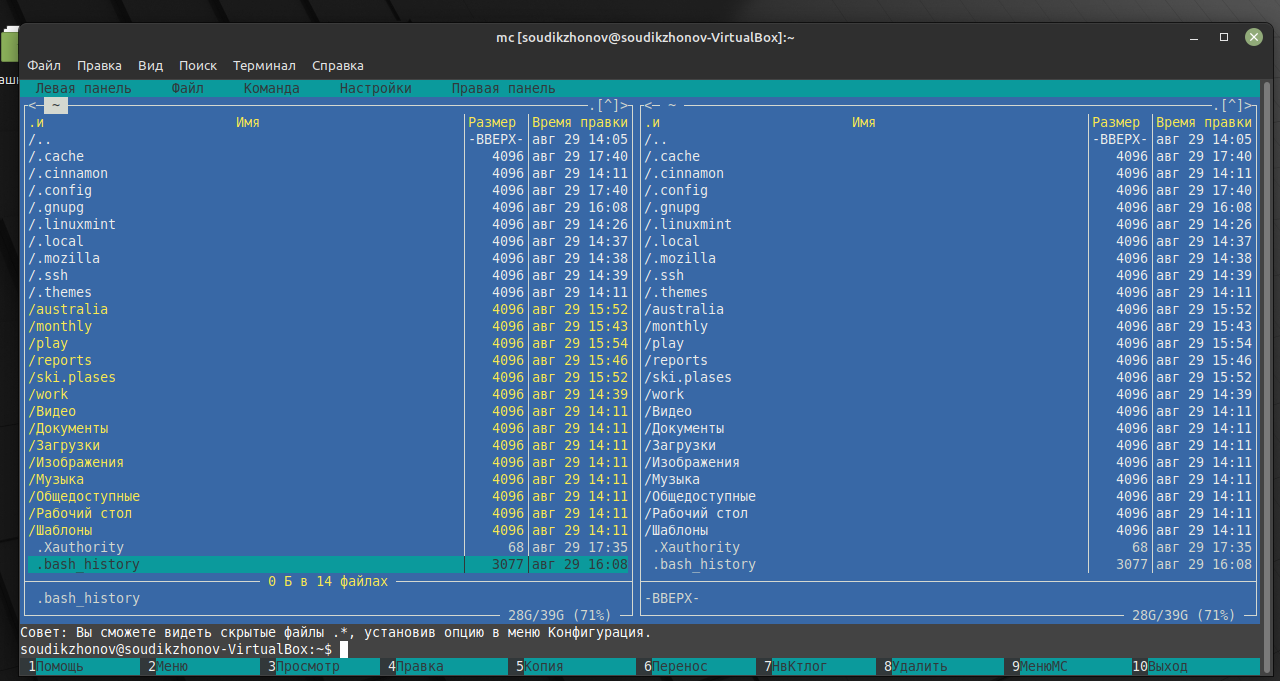 mc [soudikzhonov@soudikzhonov-VirtualBox]:~
Файл Правка Вид Поиск Терминал Справка
Левая панель Файл Команда Настройки Правая панель
<─ ~ .[^]> <─ ~ .[^]>
.и Имя Размер Время правки .и Имя Размер Время правки
/.. -ВВЕРХ- авг 29 14:05 /.. -ВВЕРХ- авг 29 14:05
/.cache 4096 авг 29 17:40 /.cache 4096 авг 29 17:40
/.cinnamon 4096 авг 29 14:11 /.cinnamon 4096 авг 29 14:11
/.config 4096 авг 29 17:40 /.config 4096 авг 29 17:40
/.gnupg 4096 авг 29 16:08 /.gnupg 4096 авг 29 16:08
/.linuxmint 4096 авг 29 14:26 /.linuxmint 4096 авг 29 14:26
/.local 4096 авг 29 14:37 /.local 4096 авг 29 14:37
/.mozilla 4096 авг 29 14:38 /.mozilla 4096 авг 29 14:38
/.ssh 4096 авг 29 14:39 /.ssh 4096 авг 29 14:39
/.themes 4096 авг 29 14:11 /.themes 4096 авг 29 14:11
/australia 4096 авг 29 15:52 /australia 4096 авг 29 15:52
/monthly 4096 авг 29 15:43 /monthly 4096 авг 29 15:43
/play 4096 авг 29 15:54 /play 4096 авг 29 15:54
/reports 4096 авг 29 15:46 /reports 4096 авг 29 15:46
/ski.plases 4096 авг 29 15:52 /ski.plases 4096 авг 29 15:52
/work 4096 авг 29 14:39 /work 4096 авг 29 14:39
/Видео 4096 авг 29 14:11 /Видео 4096 авг 29 14:11
/Документы 4096 авг 29 14:11 /Документы 4096 авг 29 14:11
/Загрузки 4096 авг 29 14:11 /Загрузки 4096 авг 29 14:11
/Изображения 4096 авг 29 14:11 /Изображения 4096 авг 29 14:11
/Музыка 4096 авг 29 14:11 /Музыка 4096 авг 29 14:11
/Общедоступные 4096 авг 29 14:11 /Общедоступные 4096 авг 29 14:11
/Рабочий стол 4096 авг 29 14:11 /Рабочий стол 4096 авг 29 14:11
/Шаблоны 4096 авг 29 14:11 /Шаблоны 4096 авг 29 14:11
.Xauthority 68 авг 29 17:35 .Xauthority 68 авг 29 17:35
.bash_history 3077 авг 29 16:08 .bash_history 3077 авг 29 16:08
0 Б в 14 файлах
.bash_history -ВВЕРХ-
28G/39G (71%) 28G/39G (71%)
Совет: Вы сможете видеть скрытые файлы .*, установив опцию в меню Конфигурация.
soudikzhonov@soudikzhonov-VirtualBox:~$
1Помощь 2Меню 3Просмотр 4Правка 5Копия 6Перенос 7НвКтлог 8Удалить 9МенюМС 10Выход